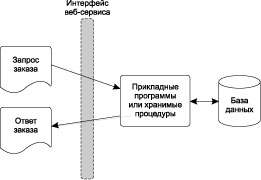 Интерфейс
веб-сервиса
Запрос
заказа
Ответ
заказа
Прикладные
программы
или хранимые
процедуры
База
данных